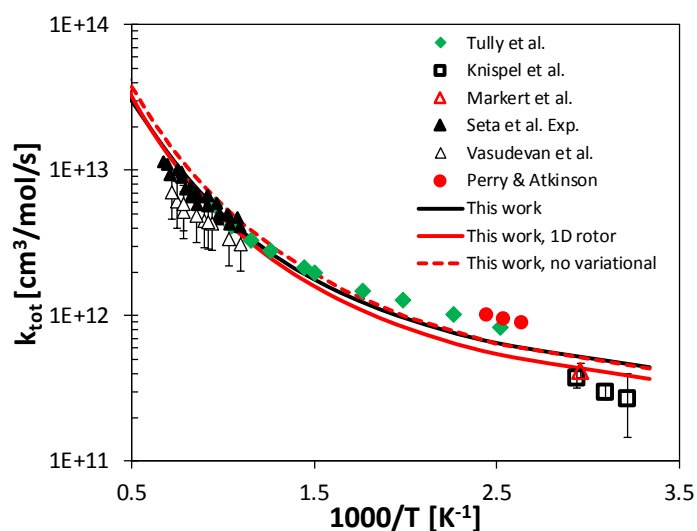 1E+14
1E+13
1E+12
1E+11
k_tot [cm³/mol/s]
Tully et al.
Knispel et al.
Markert et al.
Seta et al. Exp.
Vasudevan et al.
Perry & Atkinson
This work
This work, 1D rotor
This work, no variational
0.5 1.5 2.5 3.5
1000/T [K⁻¹]